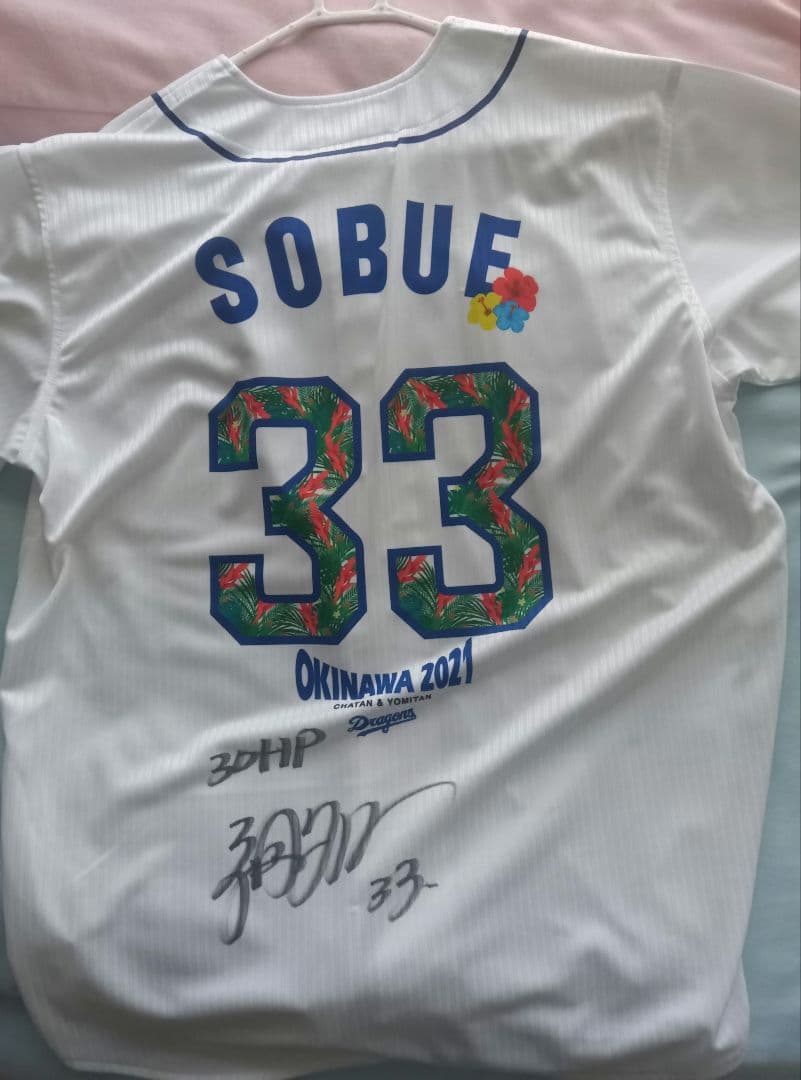 SOBUE
33
OKINAWA 2021
CHATAN & YOMITAN
Dragons
30HP
33